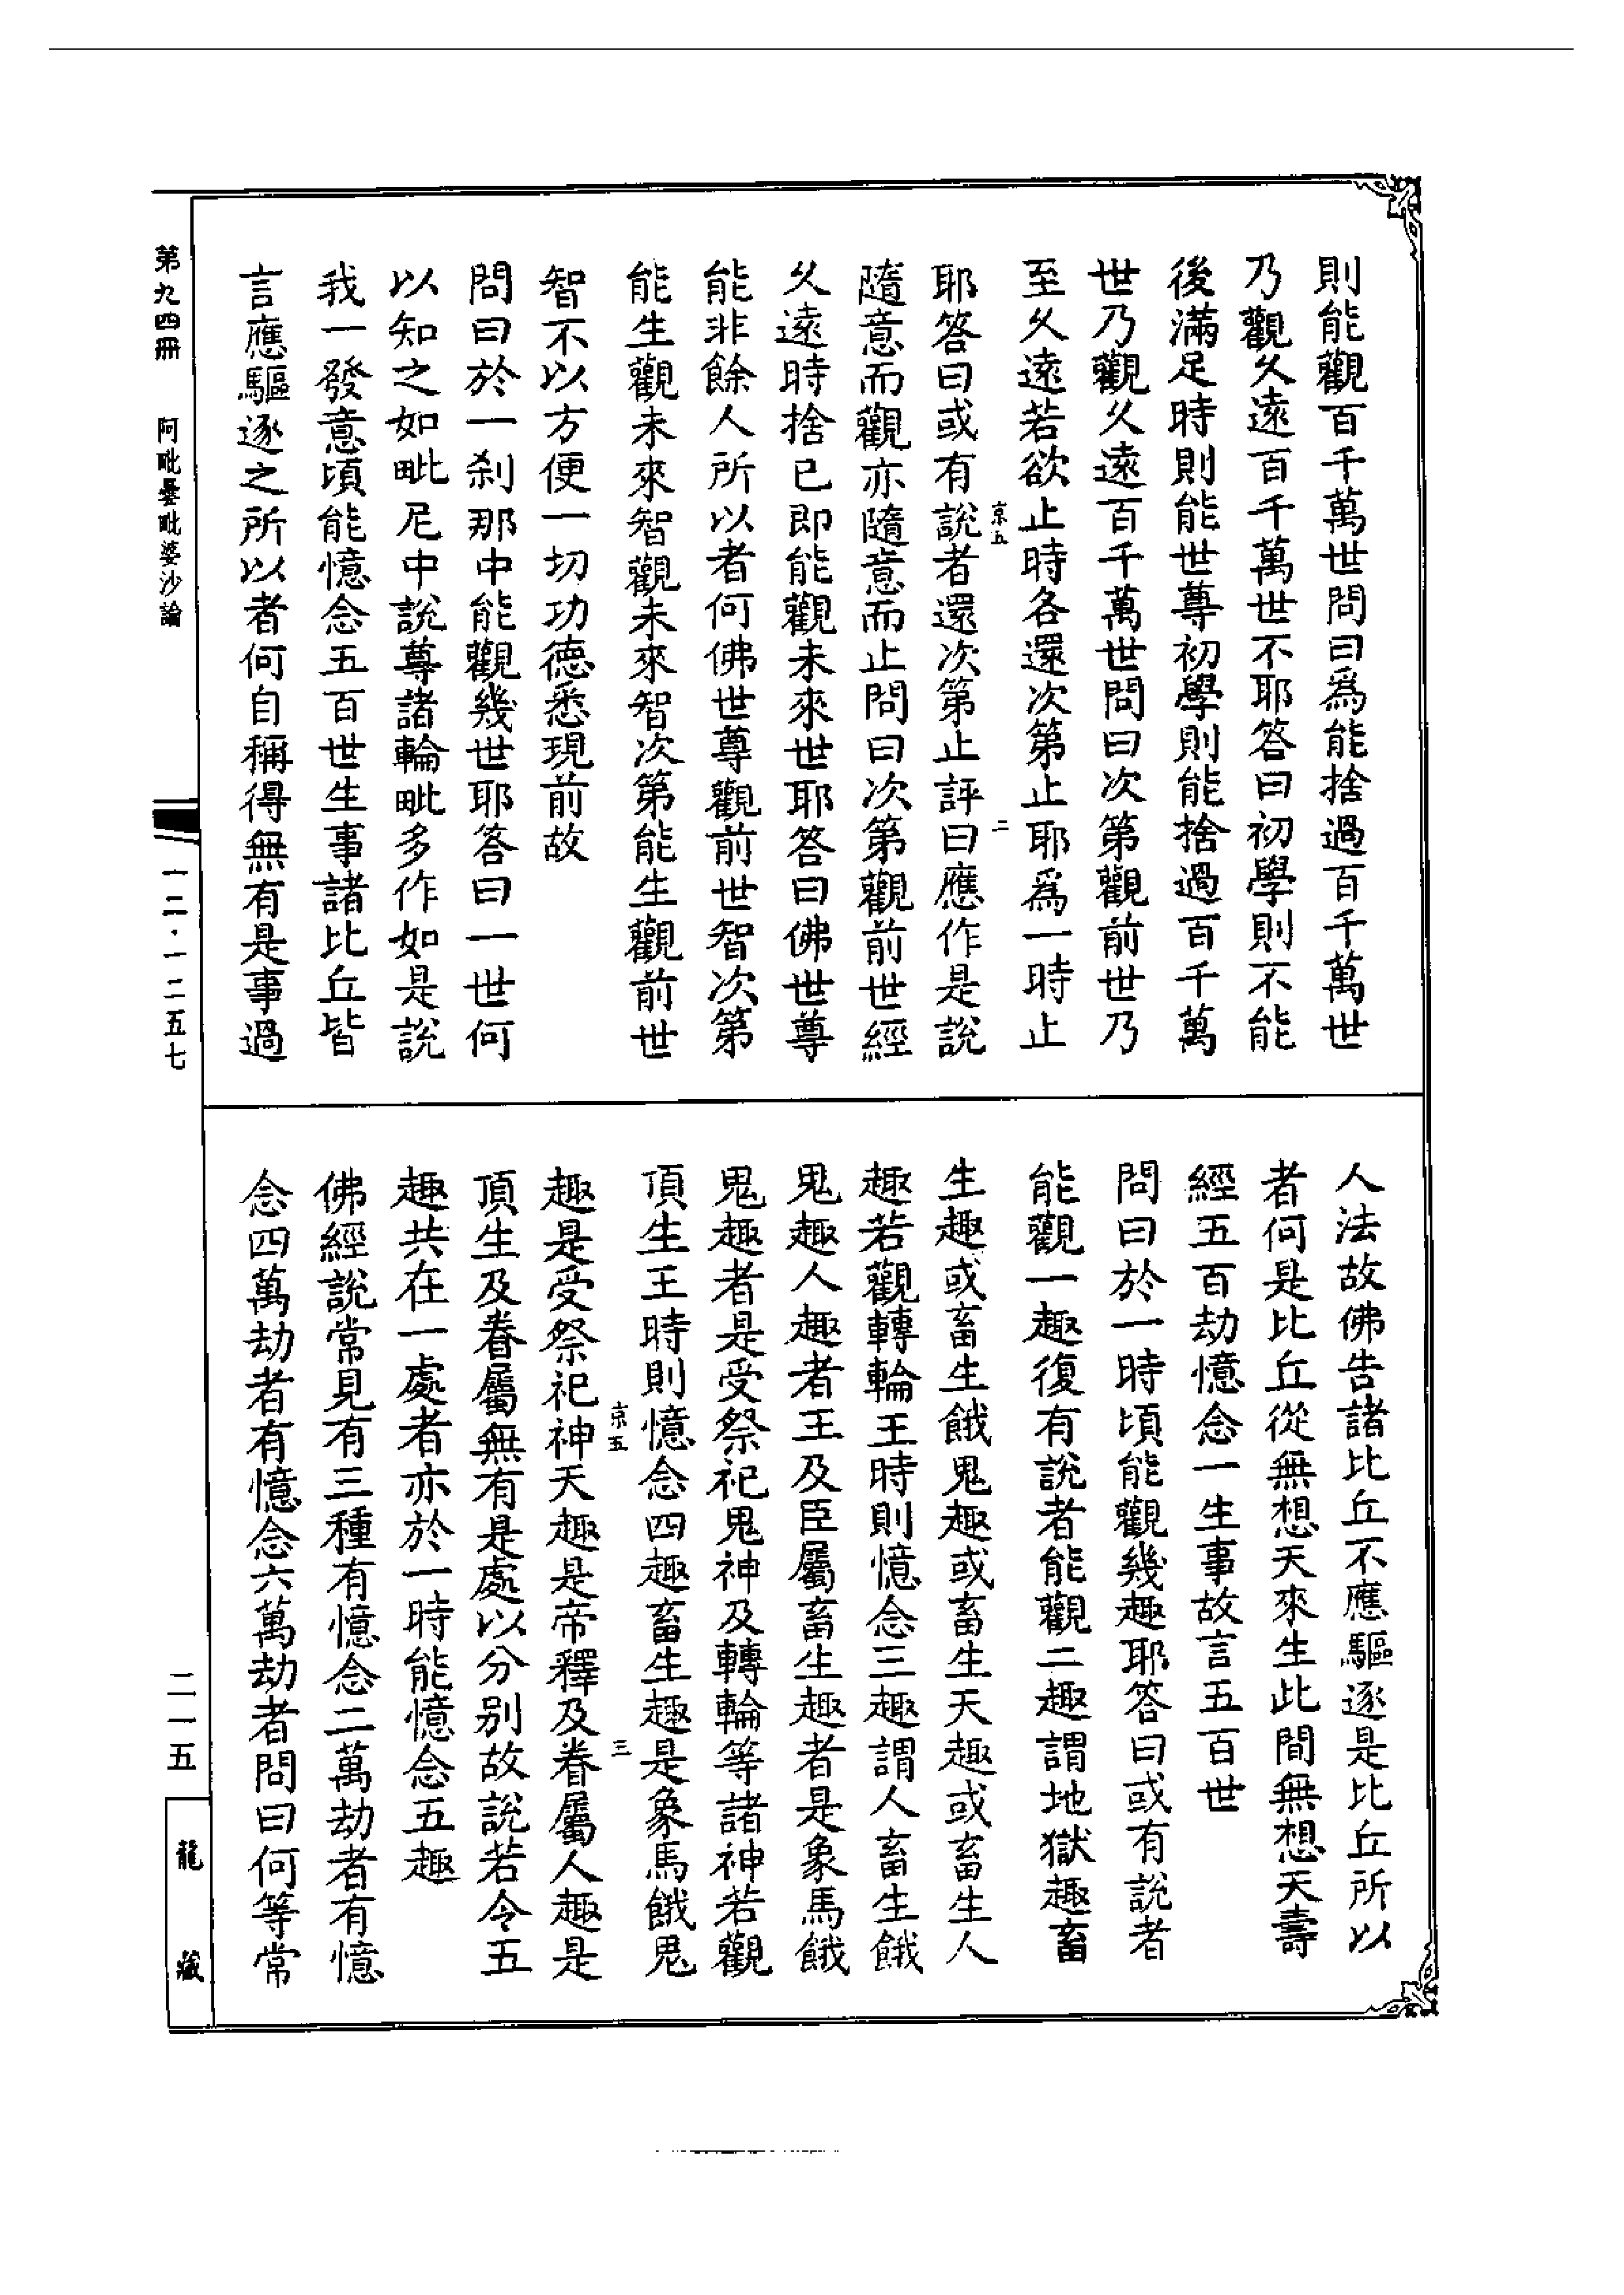 則能觀百千萬世問曰爲能捨過百千萬世
乃觀久遠百千萬世不耶答曰初學則不能
後滿足時則能世尊初學則能捨過百千萬
世乃觀久遠百千萬世問曰次第觀前世乃
至久遠若欲止時各還次第止耶爲一時止
京五
二
耶答曰或有說者還次第止評曰應作是說
隨意而觀亦隨意而止問曰次第觀前世經
久遠時捨已即能觀未來世耶答曰佛世尊
能非餘人所以者何佛世尊觀前世智次第
能生觀未來智觀未來智次第能生觀前世
智不以方便一切功德悉現前故
問曰於一刹那中能觀幾世耶答曰一世何
以知之如毗尼中說尊諸輪毗多作如是說
我一發意頃能憶念五百世生事諸比丘皆
言應驅逐之所以者何自稱得無有是事過
人法故佛告諸比丘不應驅逐是比丘所以
者何是比丘從無想天來生此間無想天壽
經五百劫憶念一生事故言五百世
問曰於一時頃能觀幾趣耶答曰或有說者
能觀一趣復有說者能觀二趣謂地獄趣畜
生趣或畜生餓鬼趣或畜生天趣或畜生人
趣若觀轉輪王時則憶念三趣謂人畜生餓
鬼趣人趣者王及臣屬畜生趣者是象馬餓
鬼趣者是受祭祀鬼神及轉輪等諸神若觀
頂生王時則憶念四趣畜生趣是象馬餓鬼
京五
三
趣是受祭祀神天趣是帝釋及眷屬人趣是
頂生及眷屬無有是處以分别故說若令五
趣共在一處者亦於一時能憶念五趣
佛經說常見有三種有憶念二萬劫者有憶
念四萬劫者有憶念六萬劫者問曰何等常
第九四冊
阿毗曇毗婆沙論
一二·一二五七
二一五
龍藏